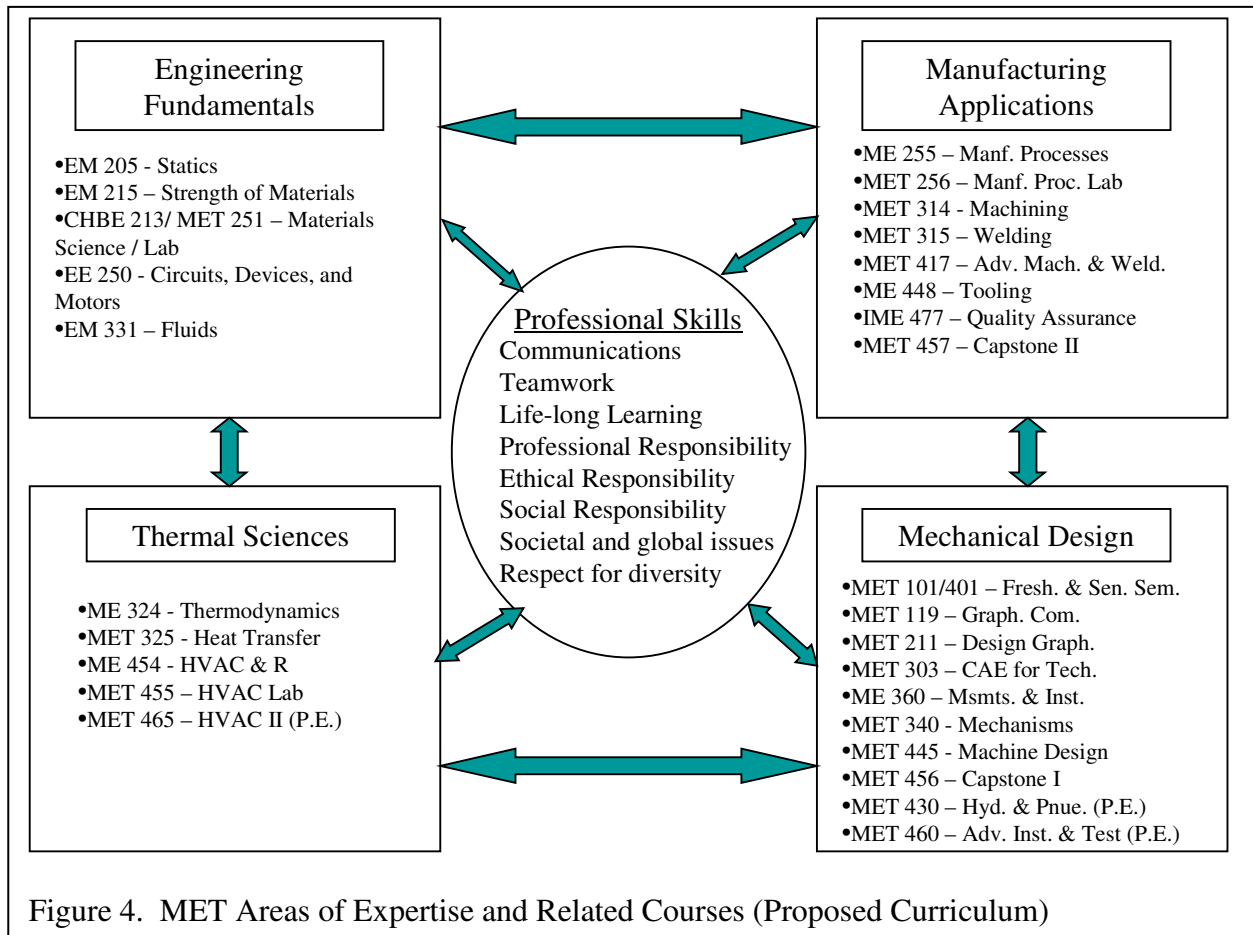 Engineering
Fundamentals
•EM 205 - Statics
•EM 215 – Strength of Materials
•CHBE 213/ MET 251 – Materials
Science / Lab
•EE 250 - Circuits, Devices, and
Motors
•EM 331 – Fluids
Manufacturing
Applications
•ME 255 – Manf. Processes
•MET 256 – Manf. Proc. Lab
•MET 314 - Machining
•MET 315 – Welding
•MET 417 – Adv. Mach. & Weld.
•ME 448 – Tooling
•IME 477 – Quality Assurance
•MET 457 – Capstone II
Professional Skills
Communications
Teamwork
Life-long Learning
Professional Responsibility
Ethical Responsibility
Social Responsibility
Societal and global issues
Respect for diversity
Thermal Sciences
•ME 324 - Thermodynamics
•MET 325 - Heat Transfer
•ME 454 – HVAC & R
•MET 455 – HVAC Lab
•MET 465 – HVAC II (P.E.)
Mechanical Design
•MET 101/401 – Fresh. & Sen. Sem.
•MET 119 – Graph. Com.
•MET 211 – Design Graph.
•MET 303 – CAE for Tech.
•ME 360 – Msmts. & Inst.
•MET 340 - Mechanisms
•MET 445 - Machine Design
•MET 456 – Capstone I
•MET 430 – Hyd. & Pnue. (P.E.)
•MET 460 – Adv. Inst. & Test (P.E.)
Figure 4. MET Areas of Expertise and Related Courses (Proposed Curriculum)